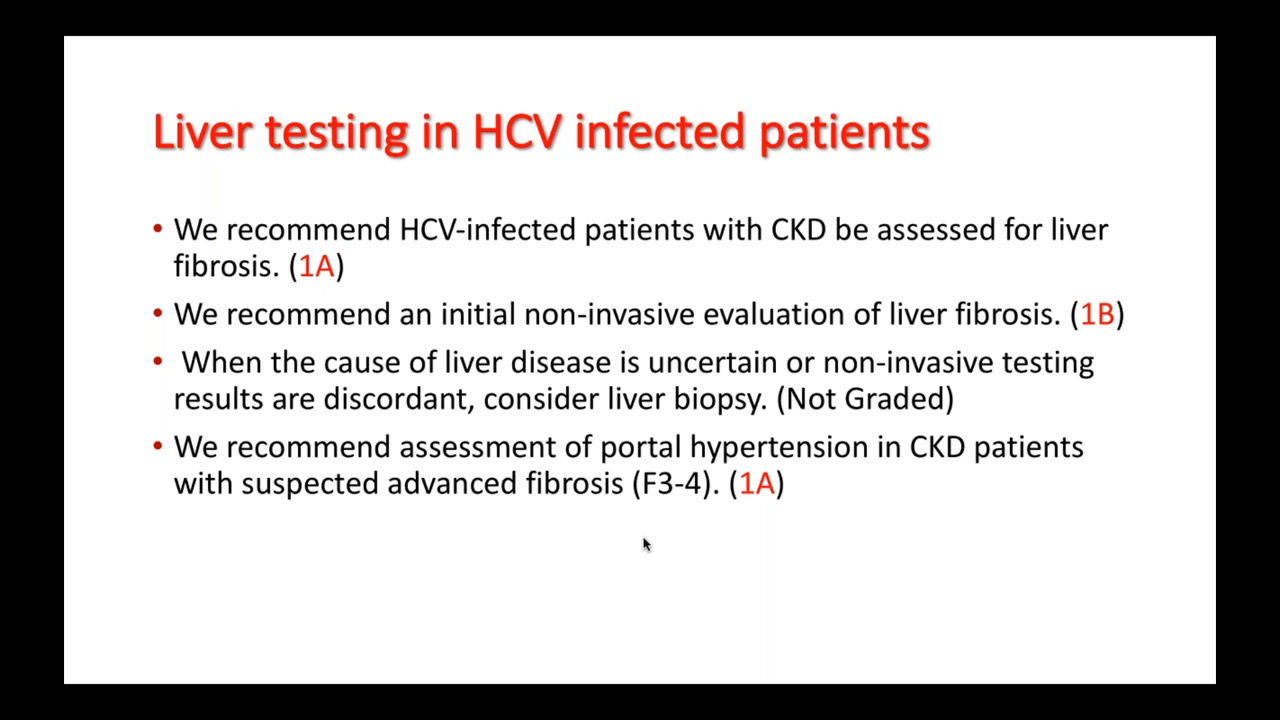 Liver testing in HCV infected patients
• We recommend HCV-infected patients with CKD be assessed for liver
fibrosis. (1A)
• We recommend an initial non-invasive evaluation of liver fibrosis. (1B)
• When the cause of liver disease is uncertain or non-invasive testing
results are discordant, consider liver biopsy. (Not Graded)
• We recommend assessment of portal hypertension in CKD patients
with suspected advanced fibrosis (F3-4). (1A)